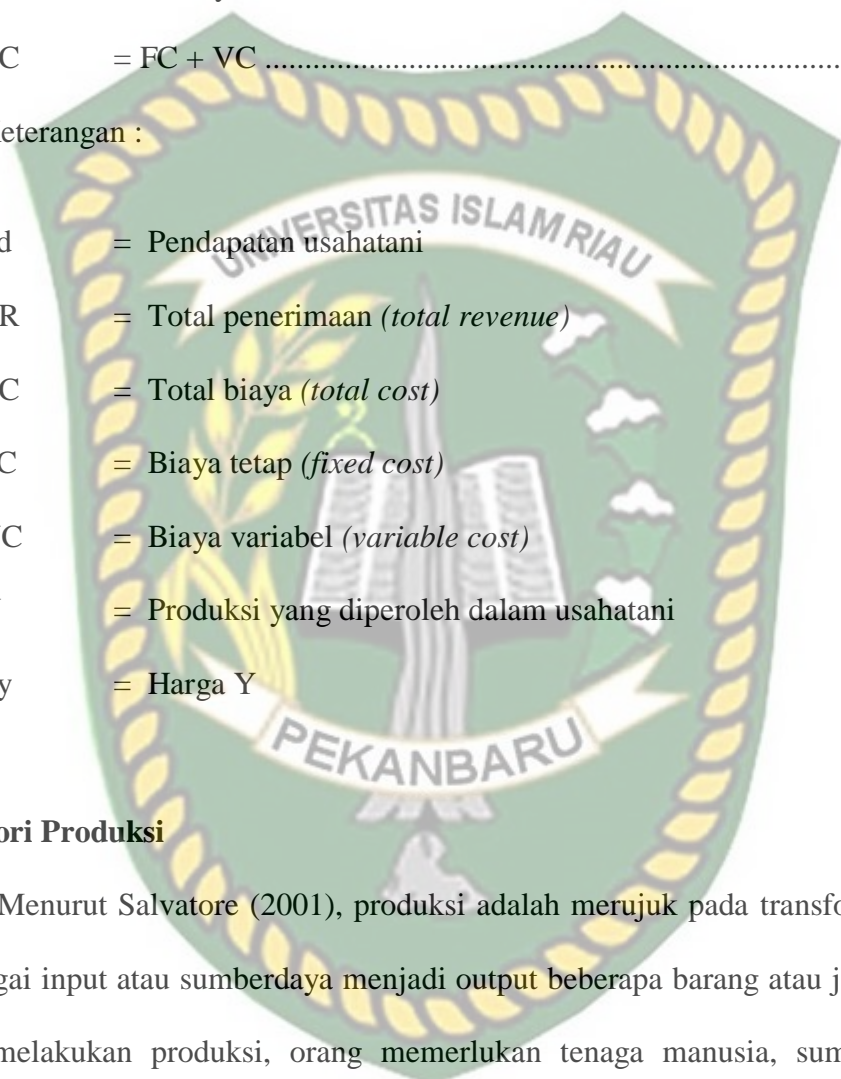 C = FC + VC ........................................................................
eterangan :
UNIVERSITAS ISLAM RIAU
d = Pendapatan usahatani
R = Total penerimaan (total revenue)
C = Total biaya (total cost)
C = Biaya tetap (fixed cost)
C = Biaya variabel (variable cost)
= Produksi yang diperoleh dalam usahatani
y = Harga Y
PEKANBARU
ori Produksi
Menurut Salvatore (2001), produksi adalah merujuk pada transfo
gai input atau sumberdaya menjadi output beberapa barang atau j
melakukan produksi, orang memerlukan tenaga manusia, sum